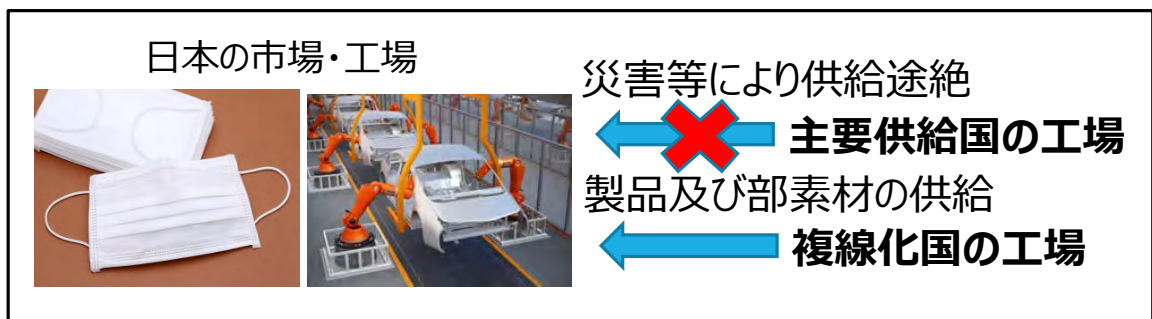 日本の市場・工場
災害等により供給途絶
主要供給国の工場
製品及び部素材の供給
複線化国の工場